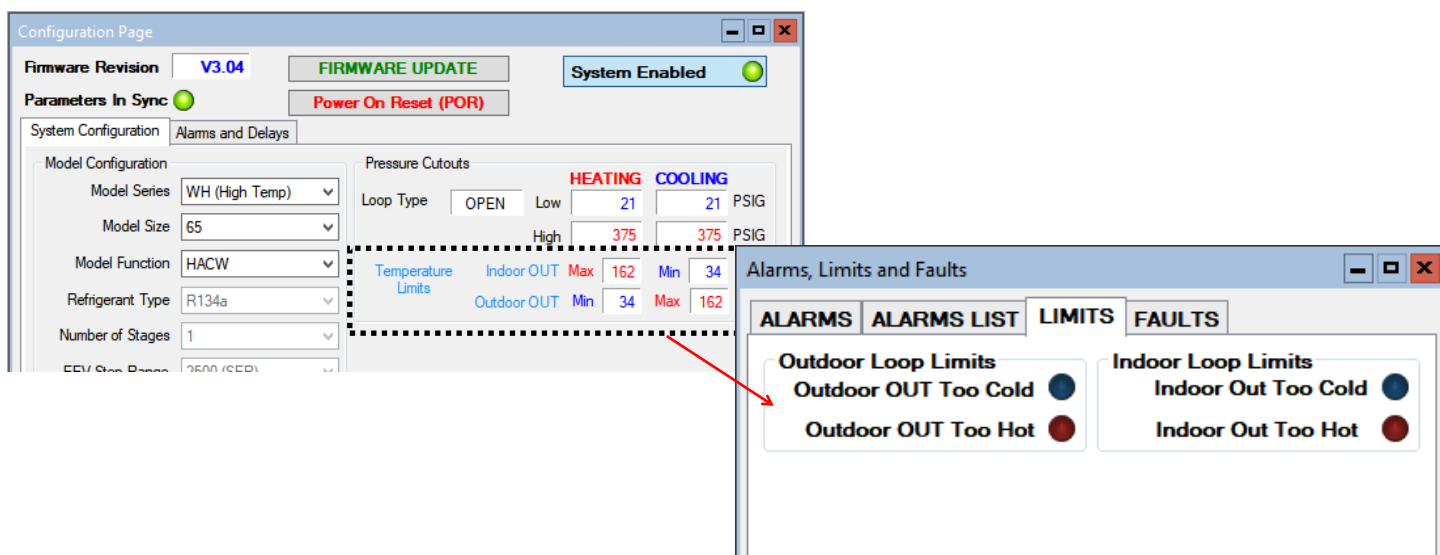 Configuration Page
Firmware Revision V3.04 FIRMWARE UPDATE System Enabled
Parameters In Sync Power On Reset (POR)
System Configuration Alarms and Delays
Model Configuration
Model Series WH (High Temp)
Model Size 65
Model Function HACW
Refrigerant Type R134a
Number of Stages 1
EEV Step Range 2500 (SER)
Pressure Cutouts
HEATING COOLING
Loop Type OPEN Low 21 21 PSIG
High 375 375 PSIG
Temperature Limits Indoor OUT Max 162 Min 34
Outdoor OUT Min 34 Max 162
Alarms, Limits and Faults
ALARMS ALARMS LIST LIMITS FAULTS
Outdoor Loop Limits
Outdoor OUT Too Cold
Outdoor OUT Too Hot
Indoor Loop Limits
Indoor Out Too Cold
Indoor Out Too Hot